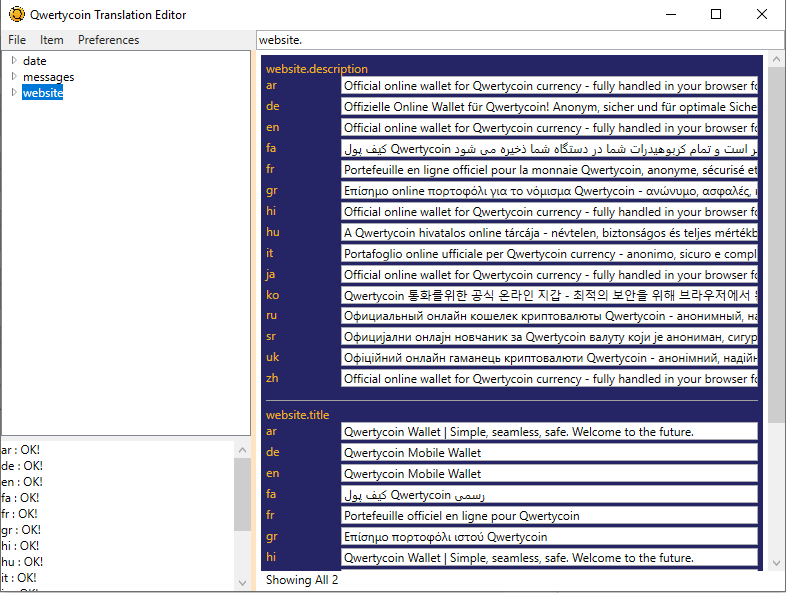 Qwertycoin Translation Editor
File Item Preferences
website.
date
messages
website
website.description
ar Official online wallet for Qwertycoin currency - fully handled in your browser
de Offizielle Online Wallet für Qwertycoin! Anonym, sicher und für optimale
en Official online wallet for Qwertycoin currency - fully handled in your browser
fa کیف پول Qwertycoin است و تمام کربوهیدرات شما در دستگاه شما ذخیره می شود
fr Portefeuille en ligne officiel pour la monnaie Qwertycoin, anonyme, sécurisé et
gr Επίσημο online πορτοφόλι για το νόμισμα Qwertycoin - ανώνυμο, ασφαλές,
hi Official online wallet for Qwertycoin currency - fully handled in your browser
hu A Qwertycoin hivatalos online tárcája - névtelen, biztonságos és teljes
it Portafoglio online ufficiale per Qwertycoin currency - anonimo, sicuro e
ja Official online wallet for Qwertycoin currency - fully handled in your browser
ko Qwertycoin 통화를위한 공식 온라인 지갑 - 최적의 보안을 위해 브라우저에서
ru Официальный онлайн кошелек криптовалюты Qwertycoin - анонимный,
sr Официјални онлајн новчаник за Qwertycoin валуту који је анониман,
uk Офіційний онлайн гаманець криптовалюти Qwertycoin - анонімний,
zh Official online wallet for Qwertycoin currency - fully handled in your browser
website.title
ar Qwertycoin Wallet | Simple, seamless, safe. Welcome to the future.
de Qwertycoin Mobile Wallet
en Qwertycoin Mobile Wallet
fa کیف پول Qwertycoin رسمی
fr Portefeuille officiel en ligne pour Qwertycoin
gr Επίσημο πορτοφόλι ιστού Qwertycoin
hi Qwertycoin Wallet | Simple, seamless, safe. Welcome to the future.
ar : OK!
de : OK!
en : OK!
fa : OK!
fr : OK!
gr : OK!
hi : OK!
hu : OK!
it : OK!
Showing All 2